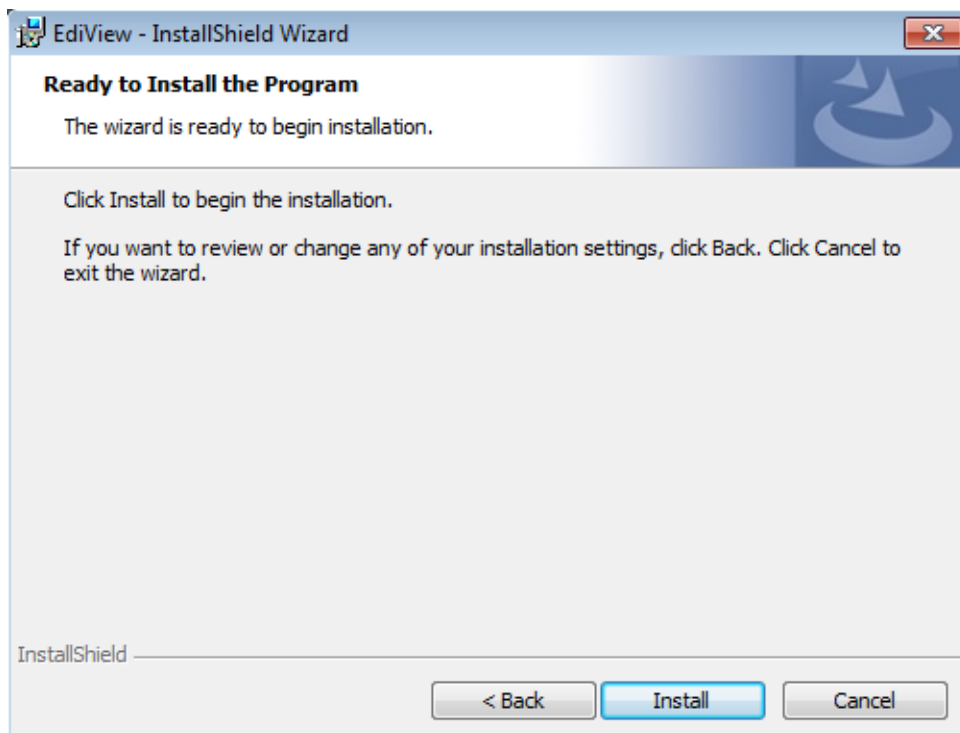 EdiView - InstallShield Wizard
Ready to Install the Program
The wizard is ready to begin installation.
Click Install to begin the installation.
If you want to review or change any of your installation settings, click Back. Click Cancel to
exit the wizard.
InstallShield
< Back
Install
Cancel